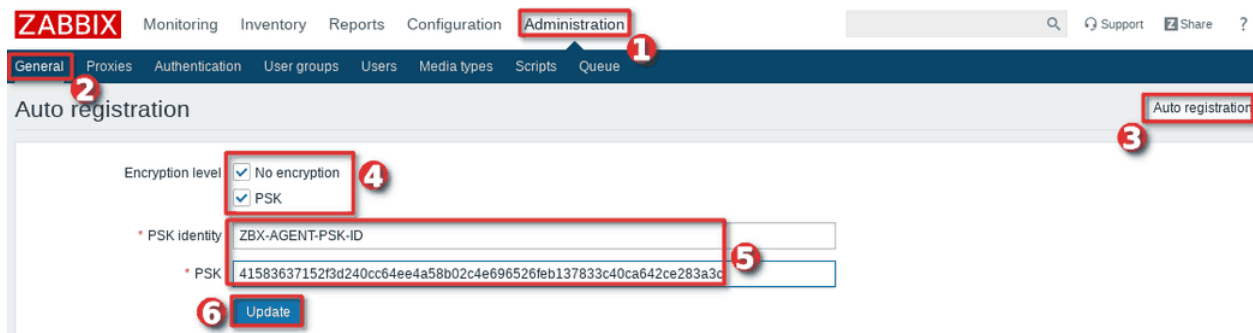 ZABBIX Monitoring Inventory Reports Configuration Administration Support Z Share ?
1
General Proxies Authentication User groups Users Media types Scripts Queue
2
Auto registration Auto registration
3
Encryption level No encryption 4
PSK
* PSK identity ZBX-AGENT-PSK-ID
5
* PSK 41583637152f3d240cc64ee4a58b02c4e696526feb137833c40ca642ce283a3c
6 Update